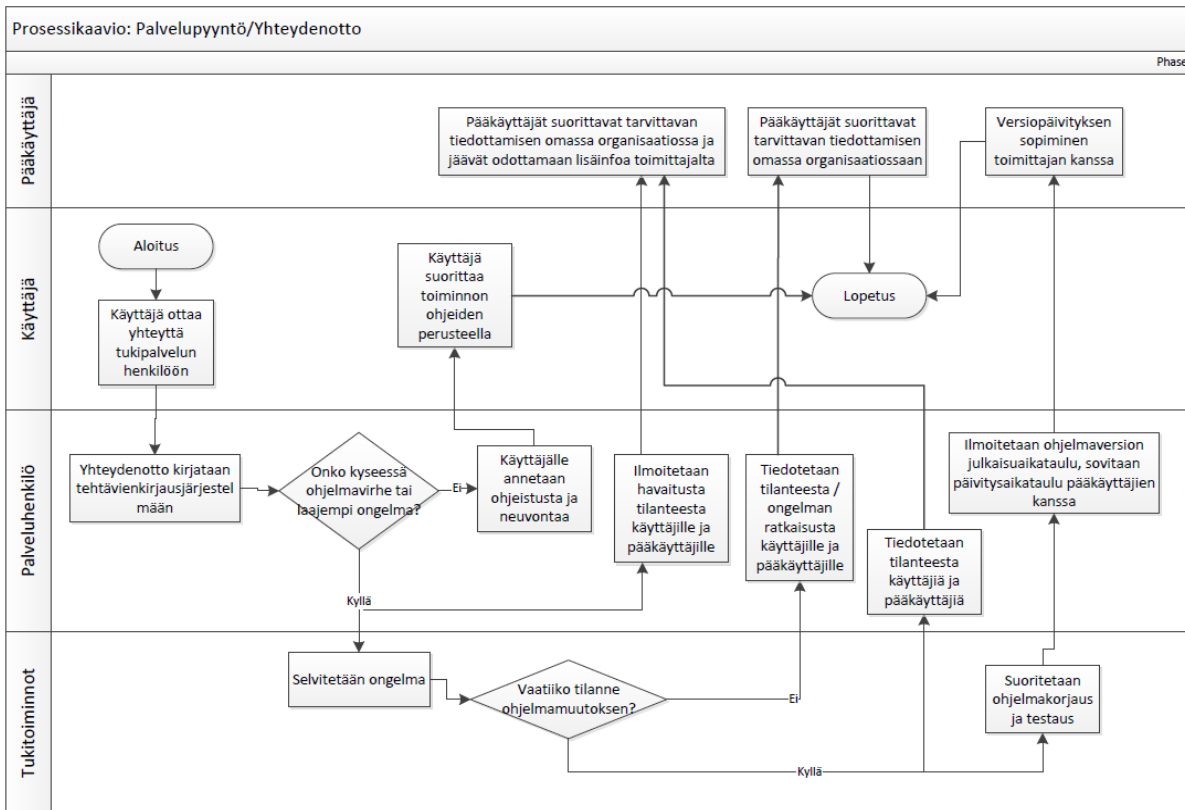 Prosessikaavio: Palvelupyyntö/Yhteydenotto
Phase
Pääkäyttäjä
Pääkäyttäjät suorittavat tarvittavan
tiedottamisen omassa organisaatiossa ja
jäävät odottamaan lisäinfoa toimittajalta
Pääkäyttäjät suorittavat
tarvittavan tiedottamisen
omassa organisaatiossaan
Versiopäivityksen
sopiminen
toimittajan kanssa
Käyttäjä
Aloitus
Käyttäjä ottaa
yhteyttä
tukipalvelun
henkilöön
Käyttäjä
suorittaa
toiminnon
ohjeiden
perusteella
Lopetus
Palveluhenkilö
Yhteydenotto kirjataan
tehtävienkirjausjärjestel
mään
Onko kyseessä
ohjelmavirhe tai
laajempi ongelma?
Ei
Käyttäjälle
annetaan
ohjeistusta ja
neuvontaa
Ilmoitetaan
havaitusta
tilanteesta
käyttäjille ja
pääkäyttäjille
Tiedotetaan
tilanteesta /
ongelman
ratkaisusta
käyttäjille ja
pääkäyttäjille
Tiedotetaan
tilanteesta
käyttäjiä ja
pääkäyttäjiä
Ilmoitetaan ohjelmaversion
julkaisuaikataulu, sovitaan
päivitysaikataulu pääkäyttäjien
kanssa
Kyllä
Tukitoiminnot
Selvitetään ongelma
Vaatiiko tilanne
ohjelmamuutoksen?
Ei
Kyllä
Suoritetaan
ohjelmakorjaus
ja testaus